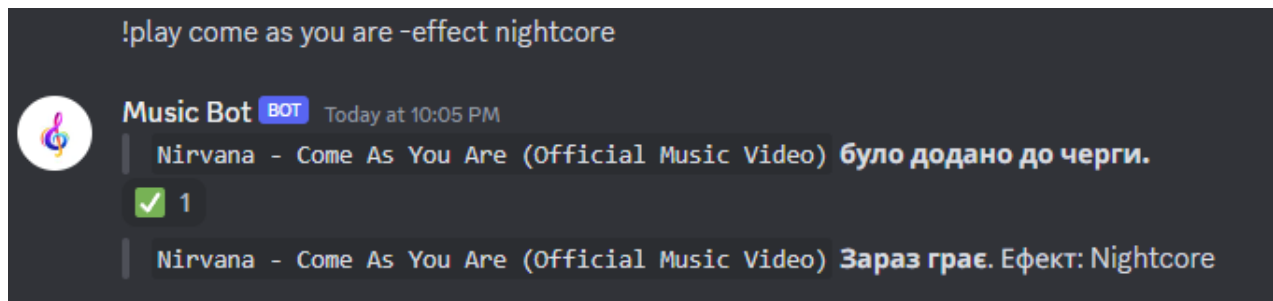 !play come as you are -effect nightcore
Music Bot BOT Today at 10:05 PM
Nirvana - Come As You Are (Official Music Video) було додано до черги.
1
Nirvana - Come As You Are (Official Music Video) Зараз грає. Ефект: Nightcore